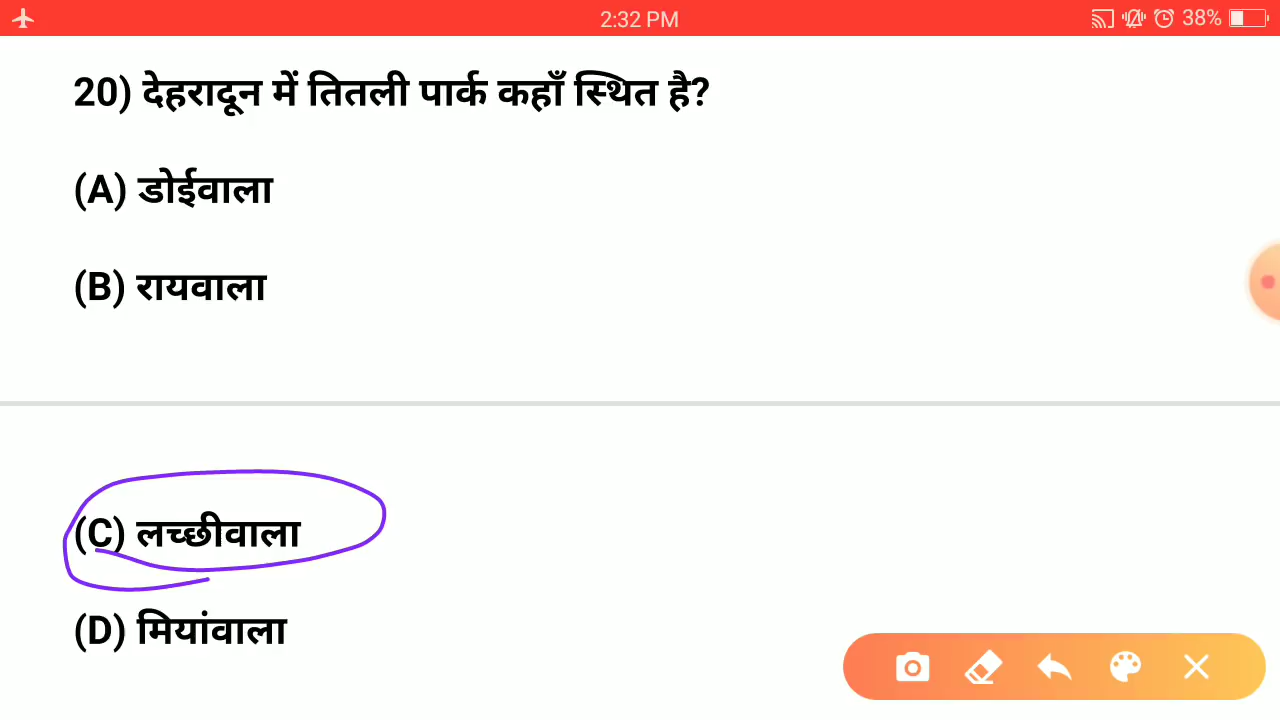 2:32 PM
38%
20) देहरादून में तितली पार्क कहाँ स्थित है?
(A) डोईवाला
(B) रायवाला
(C) लच्छीवाला
(D) मियांवाला